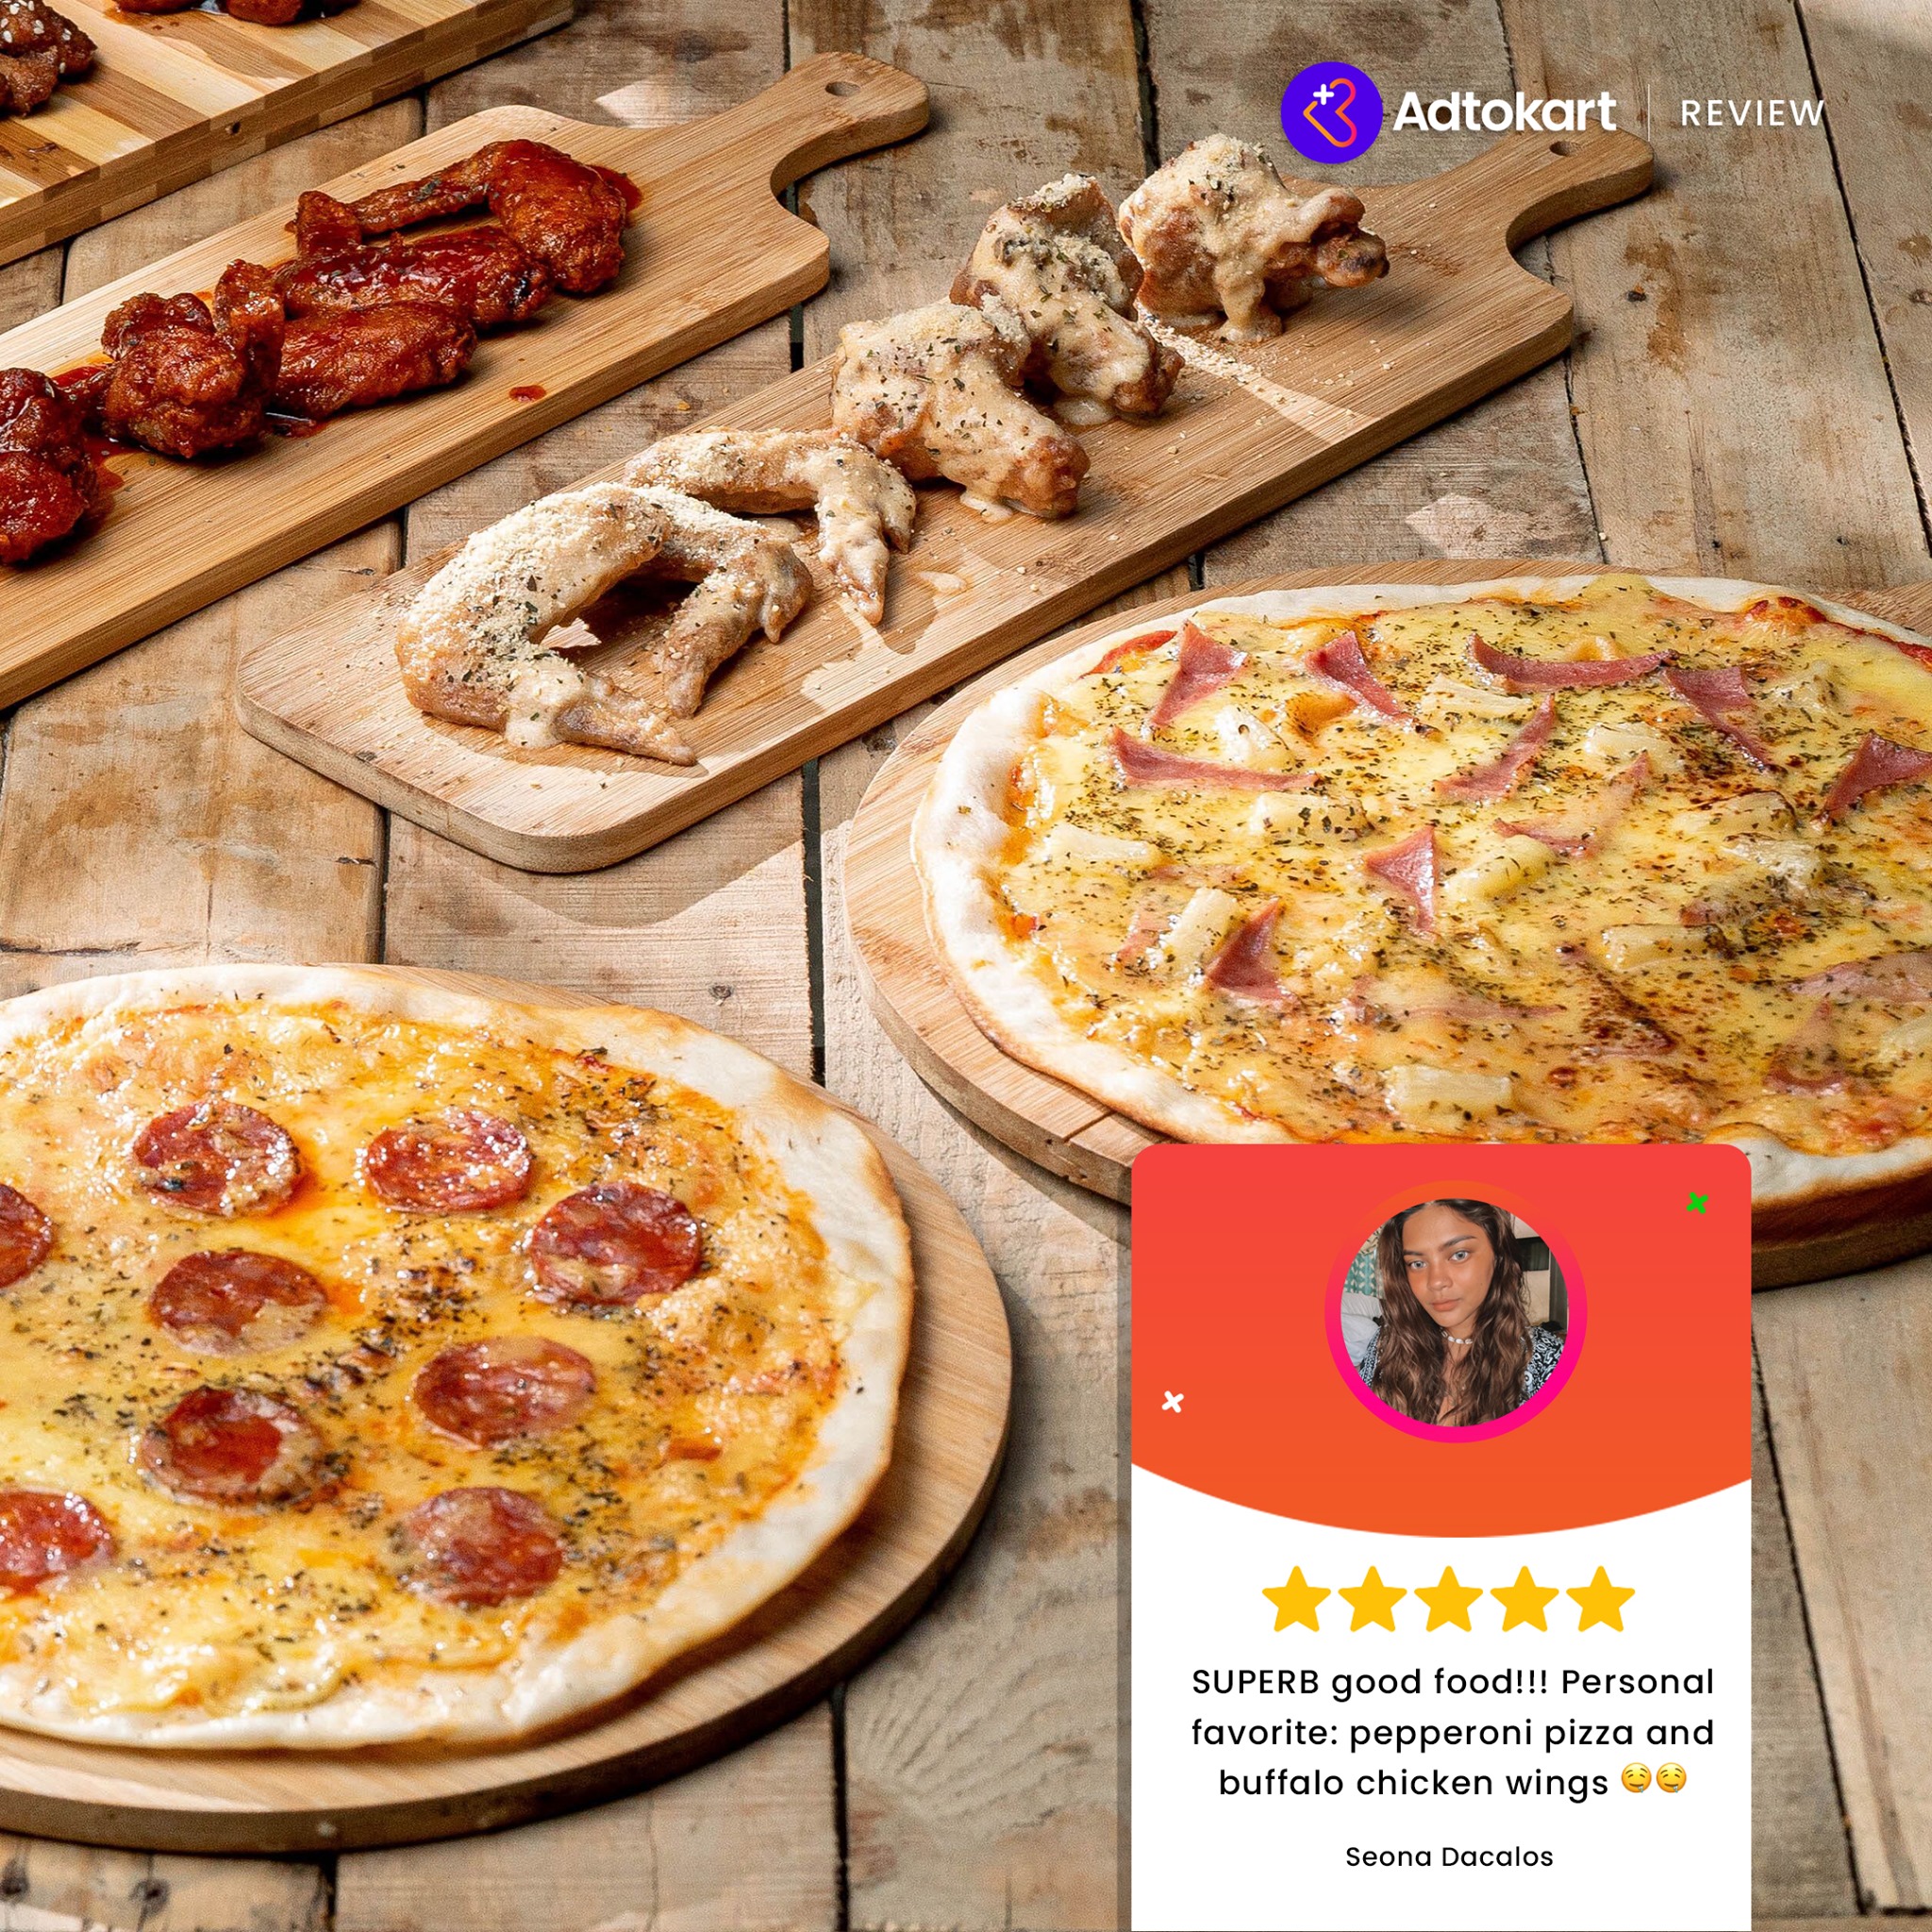 Adtokart | REVIEW
SUPERB good food!!! Personal
favorite: pepperoni pizza and
buffalo chicken wings 🤤🤤
Seona Dacalos